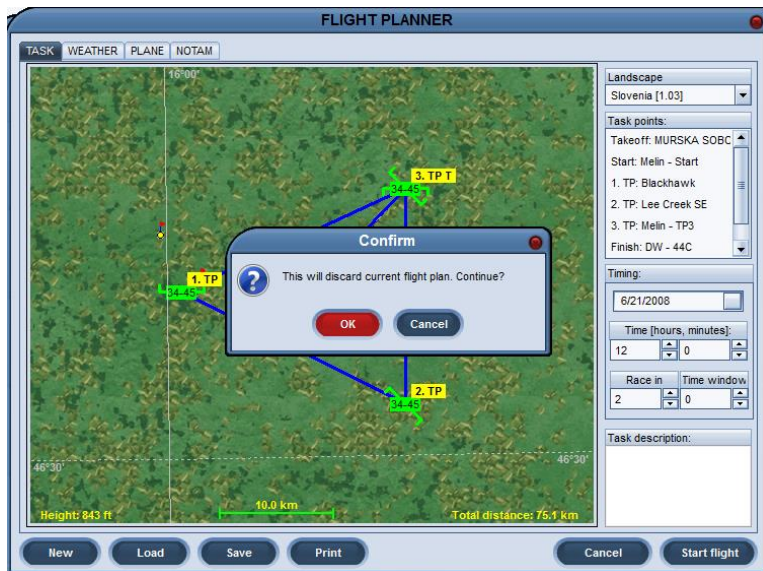 FLIGHT PLANNER
TASK WEATHER PLANE NOTAM
16°00'
3. TP T
34-45
1. TP
34-45
2. TP
34-45
46°30'
46°30'
Height: 843 ft
10.0 km
Total distance: 75.1 km
Confirm
This will discard current flight plan. Continue?
OK Cancel
Landscape
Slovenia [1.03]
Task points:
Takeoff: MURSKA SOBC
Start: Melin - Start
1. TP: Blackhawk
2. TP: Lee Creek SE
3. TP: Melin - TP3
Finish: DW - 44C
Timing:
6/21/2008
Time [hours, minutes]:
12 0
Race in Time window
2 0
Task description:
New Load Save Print Cancel Start flight